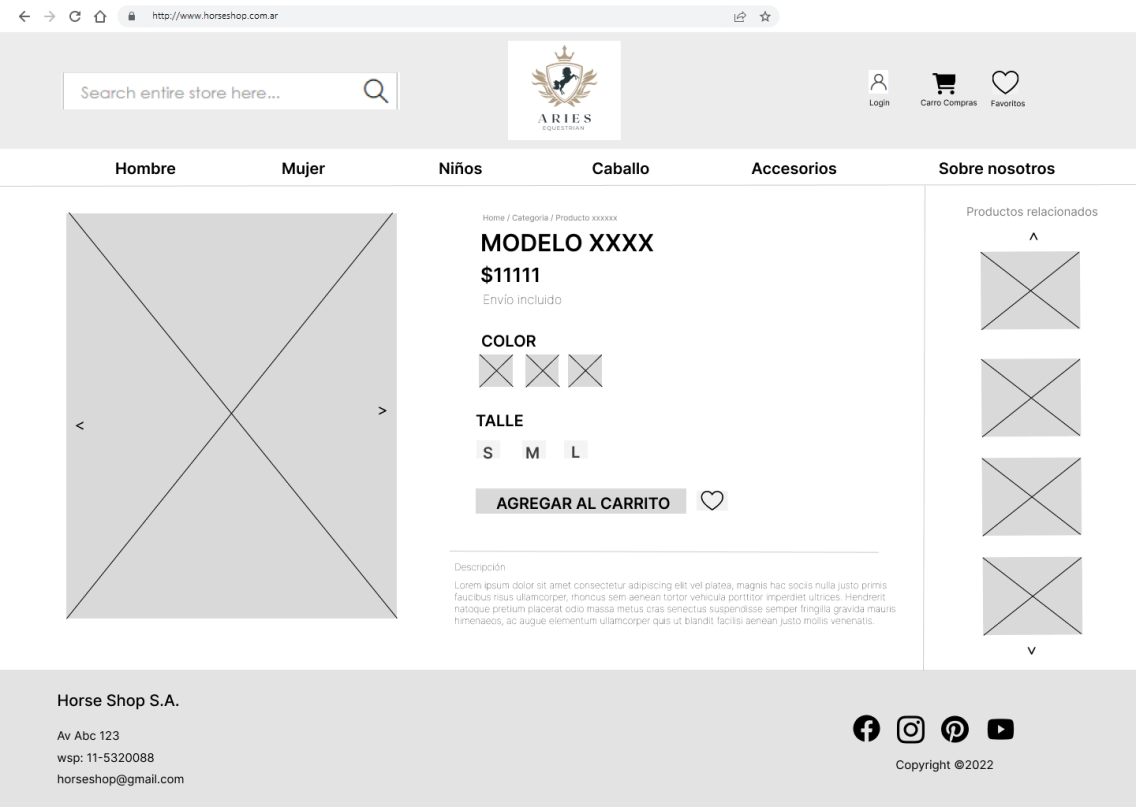 http://www.horseshop.com.ar
Search entire store here...
ARIES
EQUESTRIAN
Login
Carro Compras
Favoritos
Hombre
Mujer
Niños
Caballo
Accesorios
Sobre nosotros
Home / Categoria / Producto xxxxxx
MODELO XXXX
$11111
Envío incluido
COLOR
TALLE
S M L
AGREGAR AL CARRITO
Descripción
Lorem ipsum dolor sit amet consectetur adipiscing elit vel platea, magnis hac sociis nulla justo primis
faucibus risus ullamcorper, rhoncus sem aenean tortor vehicula porttitor imperdiet ultrices. Hendrerit
natoque pretium placerat odio massa metus cras senectus suspendisse semper fringilla gravida mauris
himenaeos, ac augue elementum ullamcorper quis ut blandit facilisi aenean justo mollis venenatis.
Productos relacionados
Horse Shop S.A.
Av Abc 123
wsp: 11-5320088
horseshop@gmail.com
Copyright ©2022